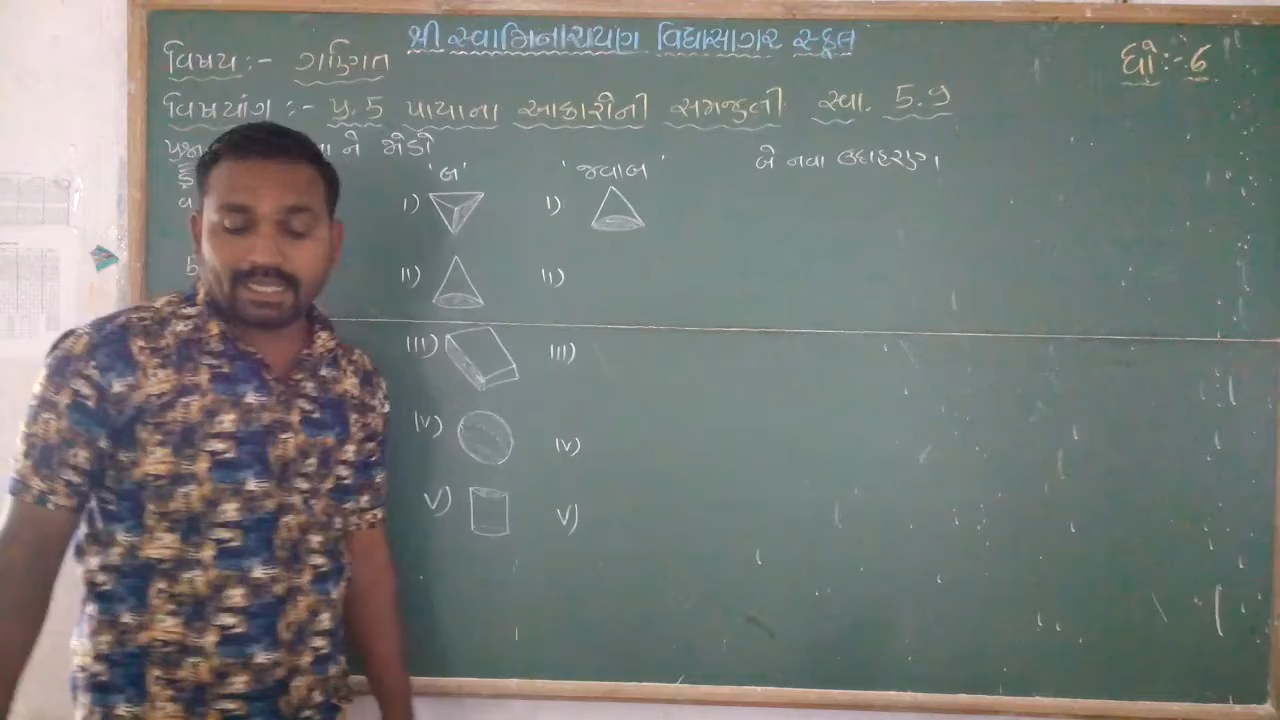 શ્રી સ્વામિનારાયણ વિદ્યાસાગર સ્કૂલ
વિષય :- ગણિત
ધો :- 6
વિષયાંગ :- પ્ર. 5 પાયાના આકારોની સમજુતી સ્વા. 5.9
ને જોડો
બે નવા ઉદાહરણ
'બ' 'જવાબ'
I) I)
II) II)
III) III)
IV) IV)
V) V)